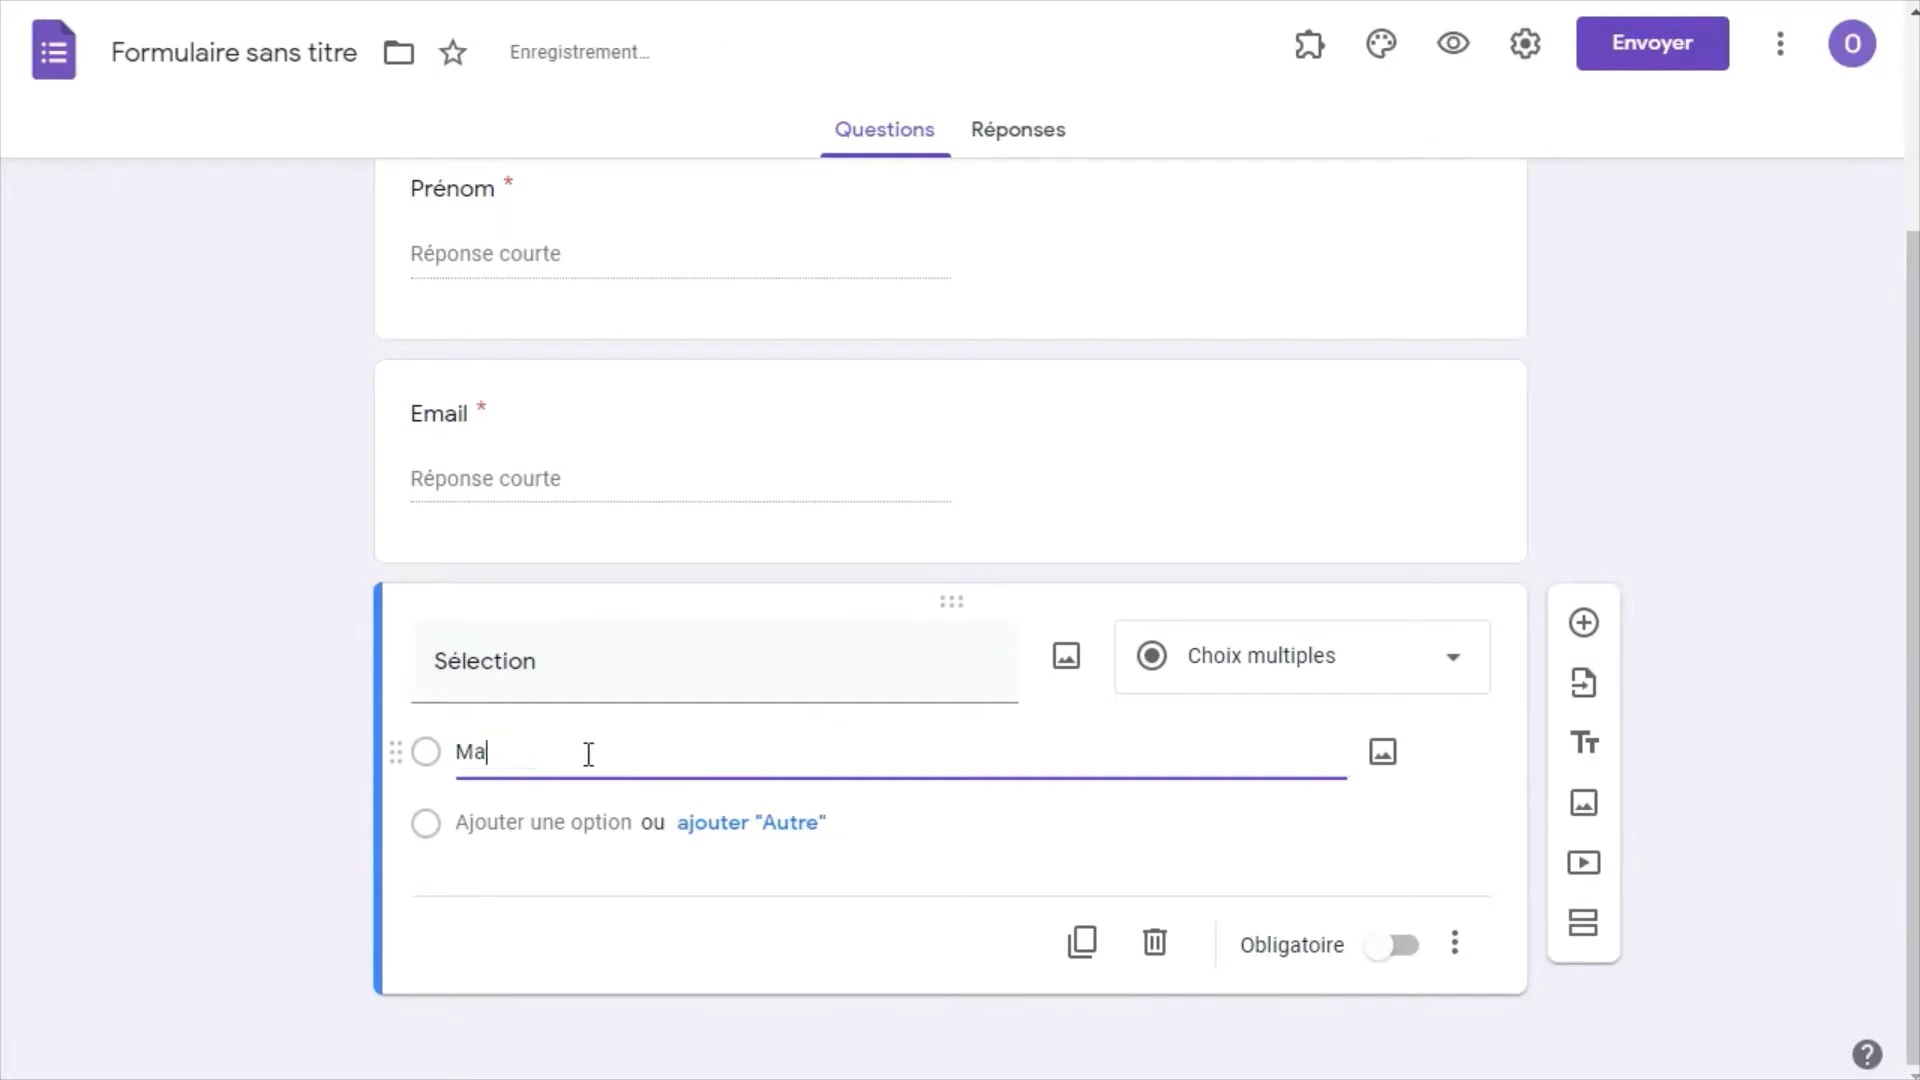 Formulaire sans titre
Enregistrement...
Envoyer
O
Questions
Réponses
Prénom *
Réponse courte
Email *
Réponse courte
Sélection
Choix multiples
Ma
Ajouter une option ou ajouter "Autre"
Tт
Obligatoire
?